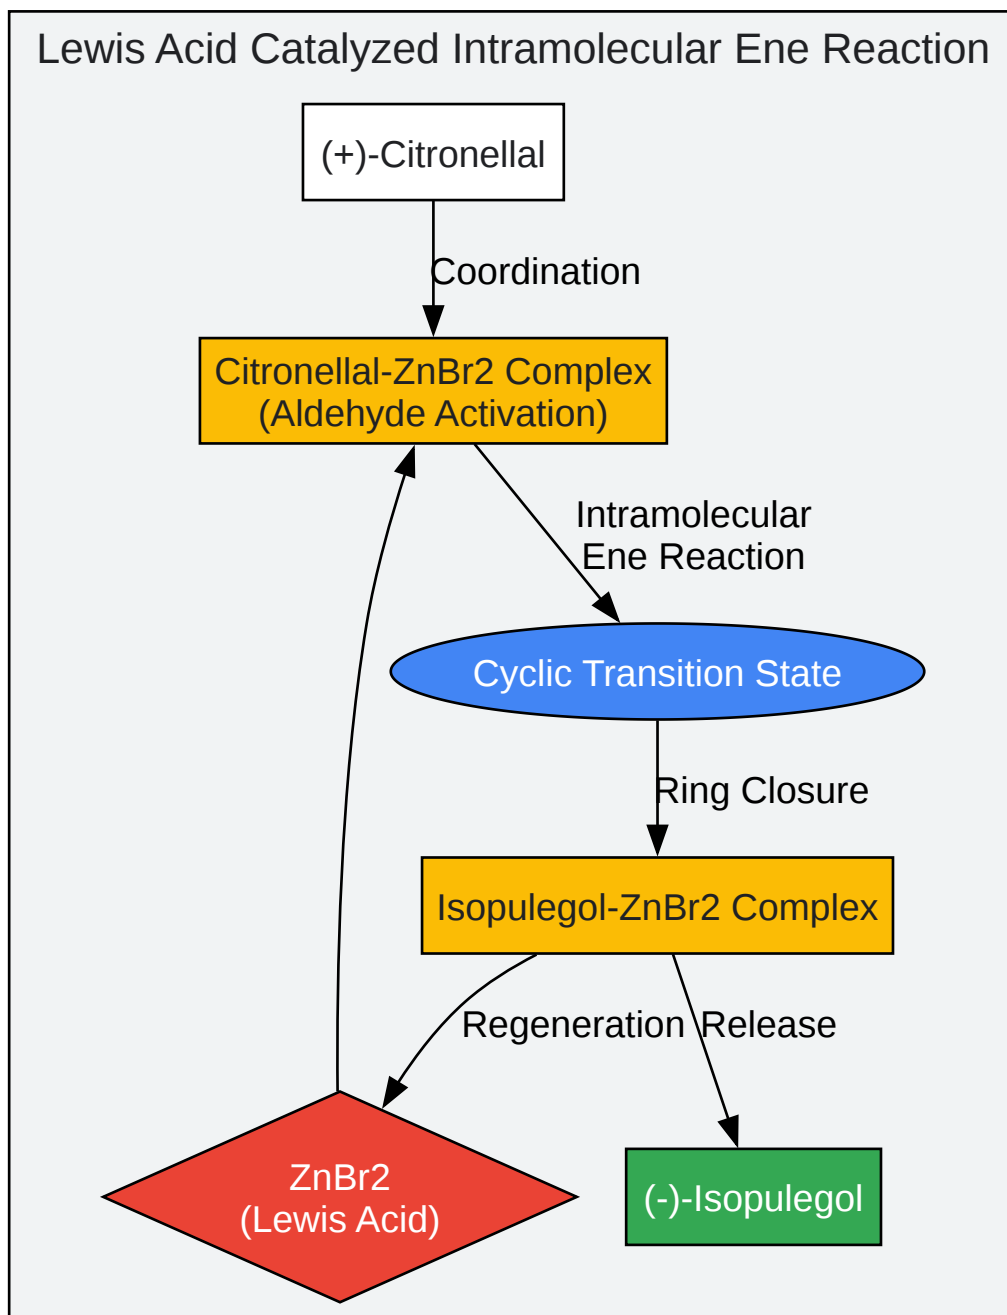 Lewis Acid Catalyzed Intramolecular Ene Reaction
(+)-Citronellal
Coordination
Citronellal-ZnBr2 Complex
(Aldehyde Activation)
Intramolecular
Ene Reaction
Cyclic Transition State
Ring Closure
Isopulegol-ZnBr2 Complex
Regeneration
Release
ZnBr2
(Lewis Acid)
(-)-Isopulegol